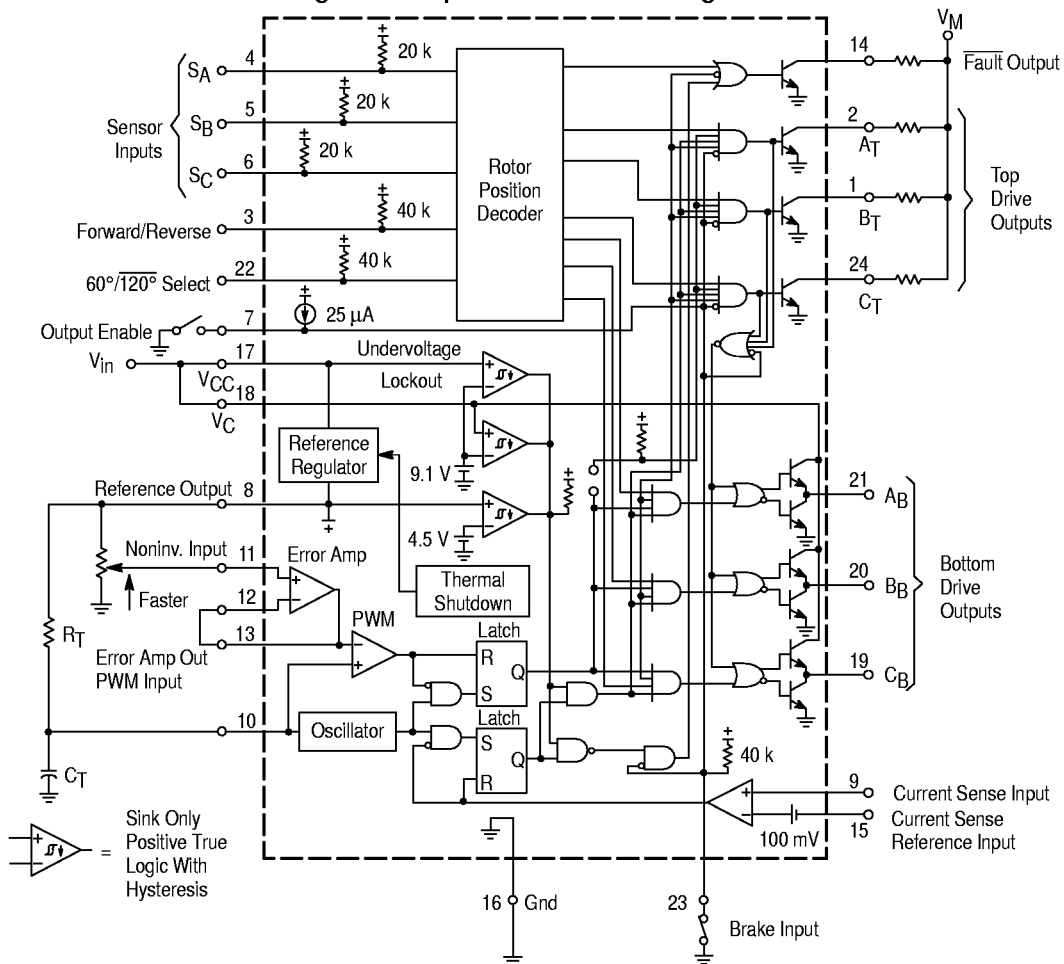 V_M
14
Fault Output
20 k
4
S_A
20 k
5
S_B
2
A_T
Sensor
Inputs
20 k
6
S_C
Rotor
Position
Decoder
Top
Drive
Outputs
40 k
3
Forward/Reverse
1
B_T
40 k
22
60°/120° Select
24
C_T
25 µA
7
Output Enable
V_in
17
V_CC
Undervoltage
Lockout
18
V_C
Reference
Regulator
9.1 V
Reference Output
8
4.5 V
21
A_B
Noninv. Input
11
Error Amp
Thermal
Shutdown
20
B_B
Bottom
Drive
Outputs
Faster
12
R_T
13
PWM
Latch
R
Q
S
Error Amp Out
PWM Input
19
C_B
10
Oscillator
Latch
S
Q
R
40 k
C_T
9
Current Sense Input
100 mV
15
Current Sense
Reference Input
=
Sink Only
Positive True
Logic With
Hysteresis
16
Gnd
23
Brake Input